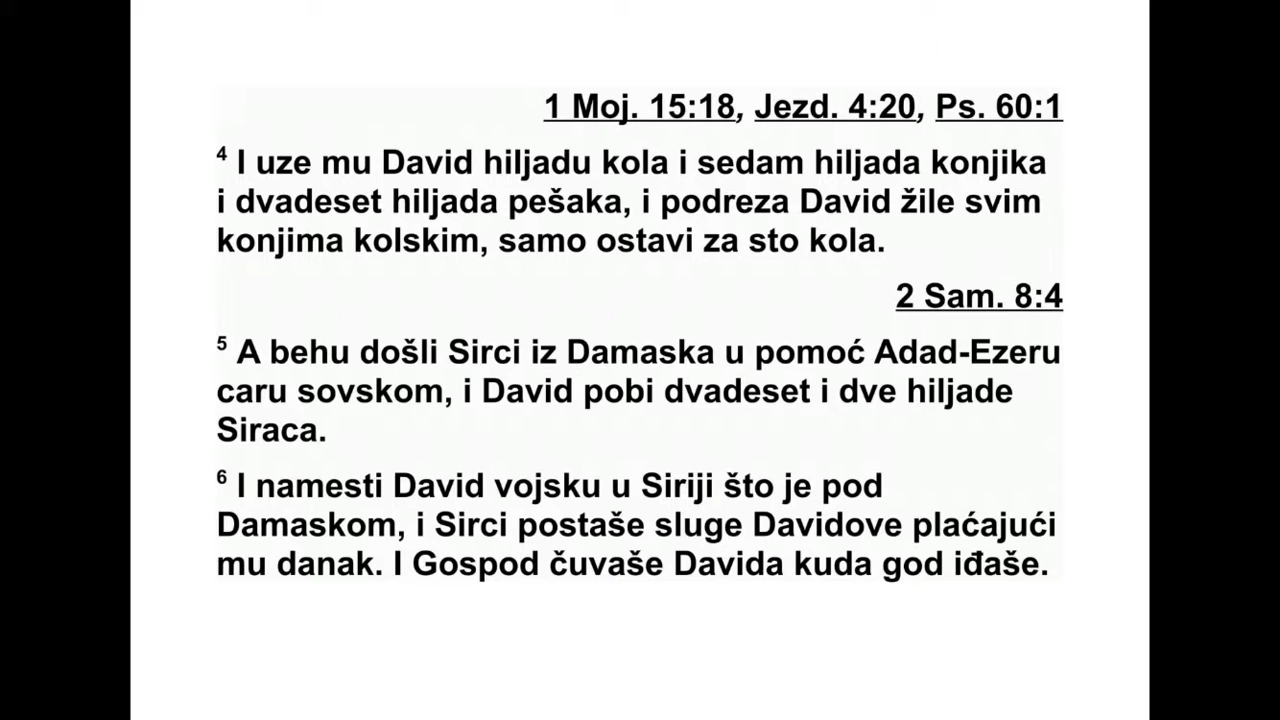 1 Moj. 15:18, Jezd. 4:20, Ps. 60:1
4 I uze mu David hiljadu kola i sedam hiljada konjika
i dvadeset hiljada pešaka, i podreza David žile svim
konjima kolskim, samo ostavi za sto kola.
2 Sam. 8:4
5 A behu došli Sirci iz Damaska u pomoć Adad-Ezeru
caru sovskom, i David pobi dvadeset i dve hiljade
Siraca.
6 I namesti David vojsku u Siriji što je pod
Damaskom, i Sirci postaše sluge Davidove plaćajući
mu danak. I Gospod čuvaše Davida kuda god iđaše.